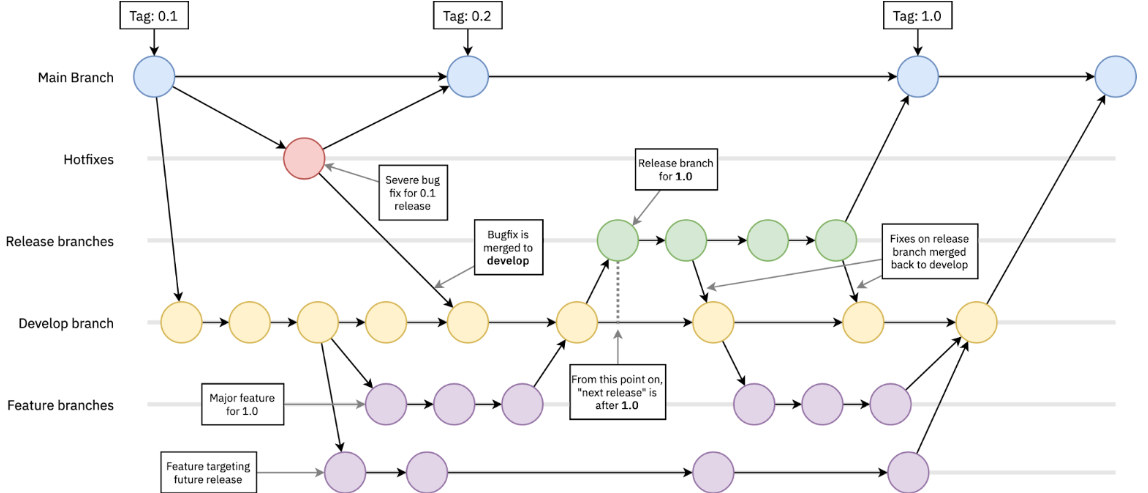 Tag: 0.1
Tag: 0.2
Tag: 1.0
Main Branch
Hotfixes
Severe bug
fix for 0.1
release
Release branch
for 1.0
Release branches
Bugfix is
merged to
develop
Fixes on release
branch merged
back to develop
Develop branch
From this point on,
"next release" is
after 1.0
Major feature
for 1.0
Feature branches
Feature targeting
future release